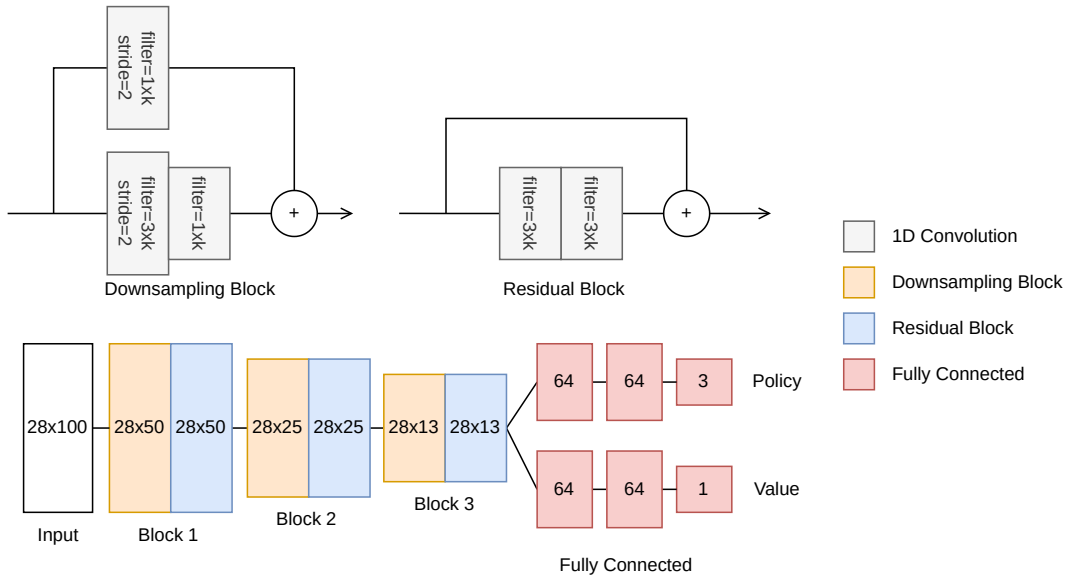 filter=1xk
stride=2
filter=3xk
stride=2
filter=1xk
+
Downsampling Block
filter=3xk
filter=3xk
+
Residual Block
1D Convolution
Downsampling Block
Residual Block
Fully Connected
28x100
Input
28x50
28x50
Block 1
28x25
28x25
Block 2
28x13
28x13
Block 3
64
64
3
Policy
64
64
1
Value
Fully Connected